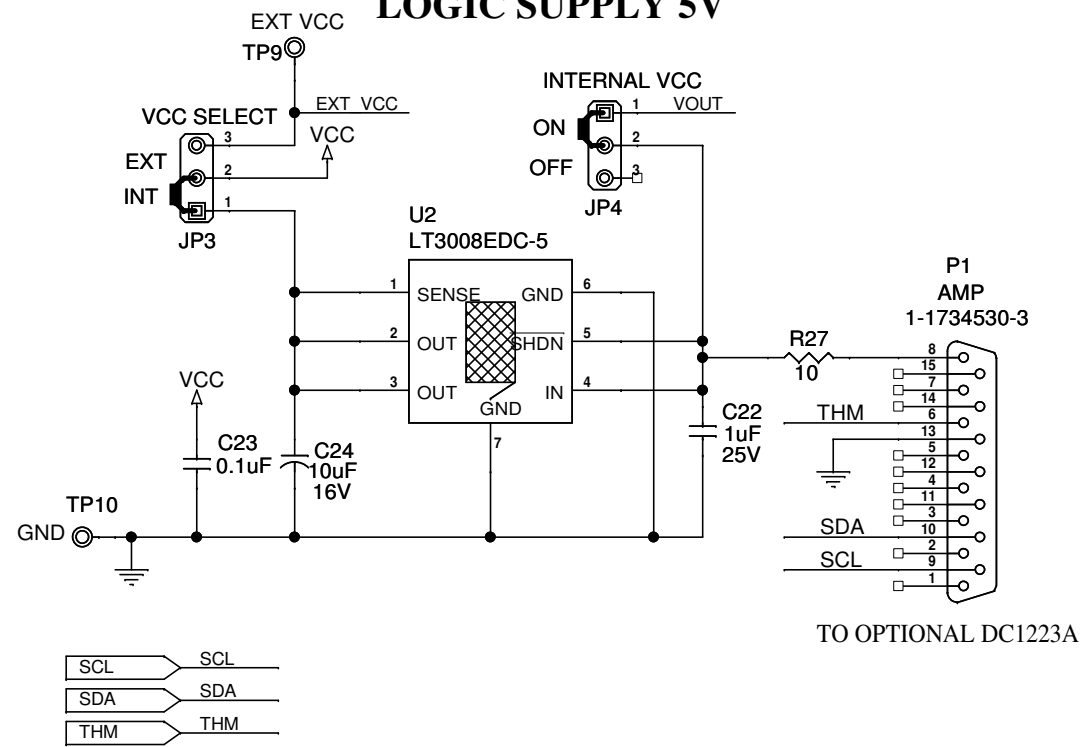 LOGIC SUPPLY 5V
EXT VCC
TP9
VCC SELECT
EXT VCC
VCC
3
EXT
2
INT
1
JP3
INTERNAL VCC
1
VOUT
ON
2
OFF
3
JP4
U2
LT3008EDC-5
1
SENSE
GND
6
2
OUT
SHDN
5
3
OUT
IN
4
GND
7
R27
10
P1
AMP
1-1734530-3
8
15
7
14
THM
6
13
5
12
4
11
3
SDA
10
2
SCL
9
1
VCC
C23
0.1uF
C24
10uF
16V
C22
1uF
25V
TP10
GND
TO OPTIONAL DC1223A
SCL
SCL
SDA
SDA
THM
THM